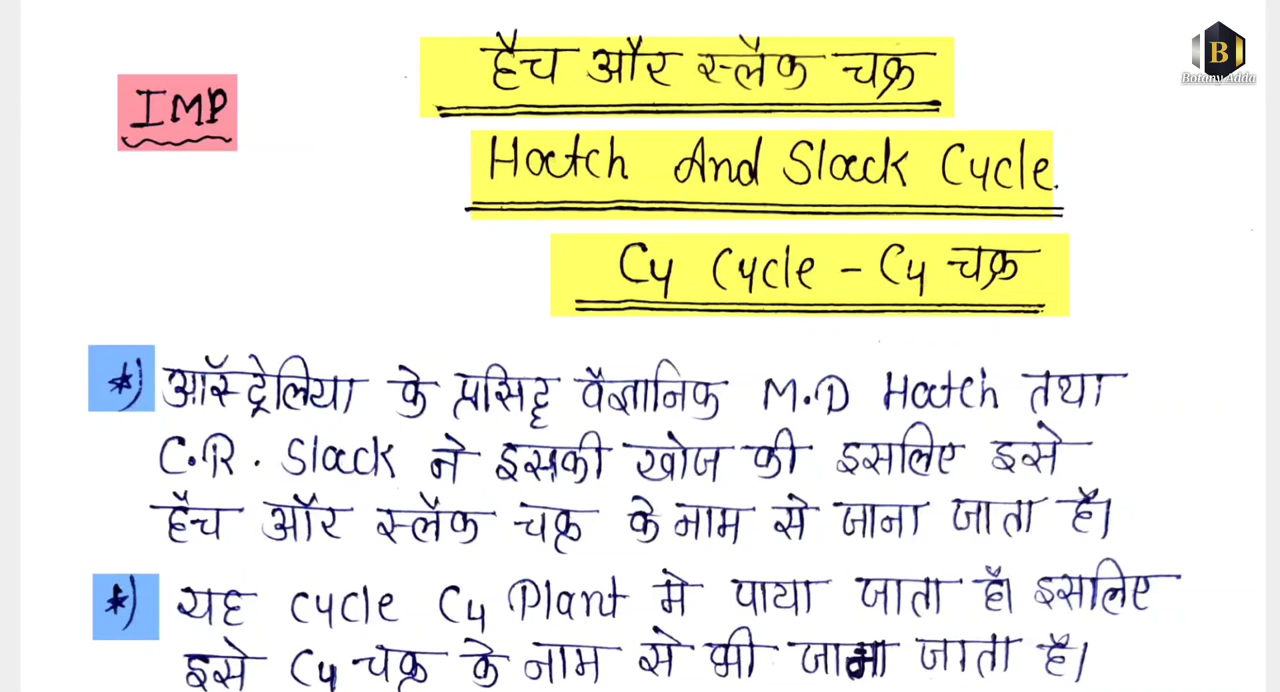 हैच और स्लैक चक्र
B
Botany Adda
IMP
Hatch And Slack Cycle.
C4 Cycle - C4 चक्र
*) ऑस्ट्रेलिया के प्रसिद्द वैज्ञानिक M.D Hatch तथा
C.R. Slack ने इसकी खोज की इसलिए इसे
हैच और स्लैक चक्र के नाम से जाना जाता है।
*) यह Cycle C4 Plant मे पाया जाता है। इसलिए
इसे C4 चक्र के नाम से भी जाना जाता है।